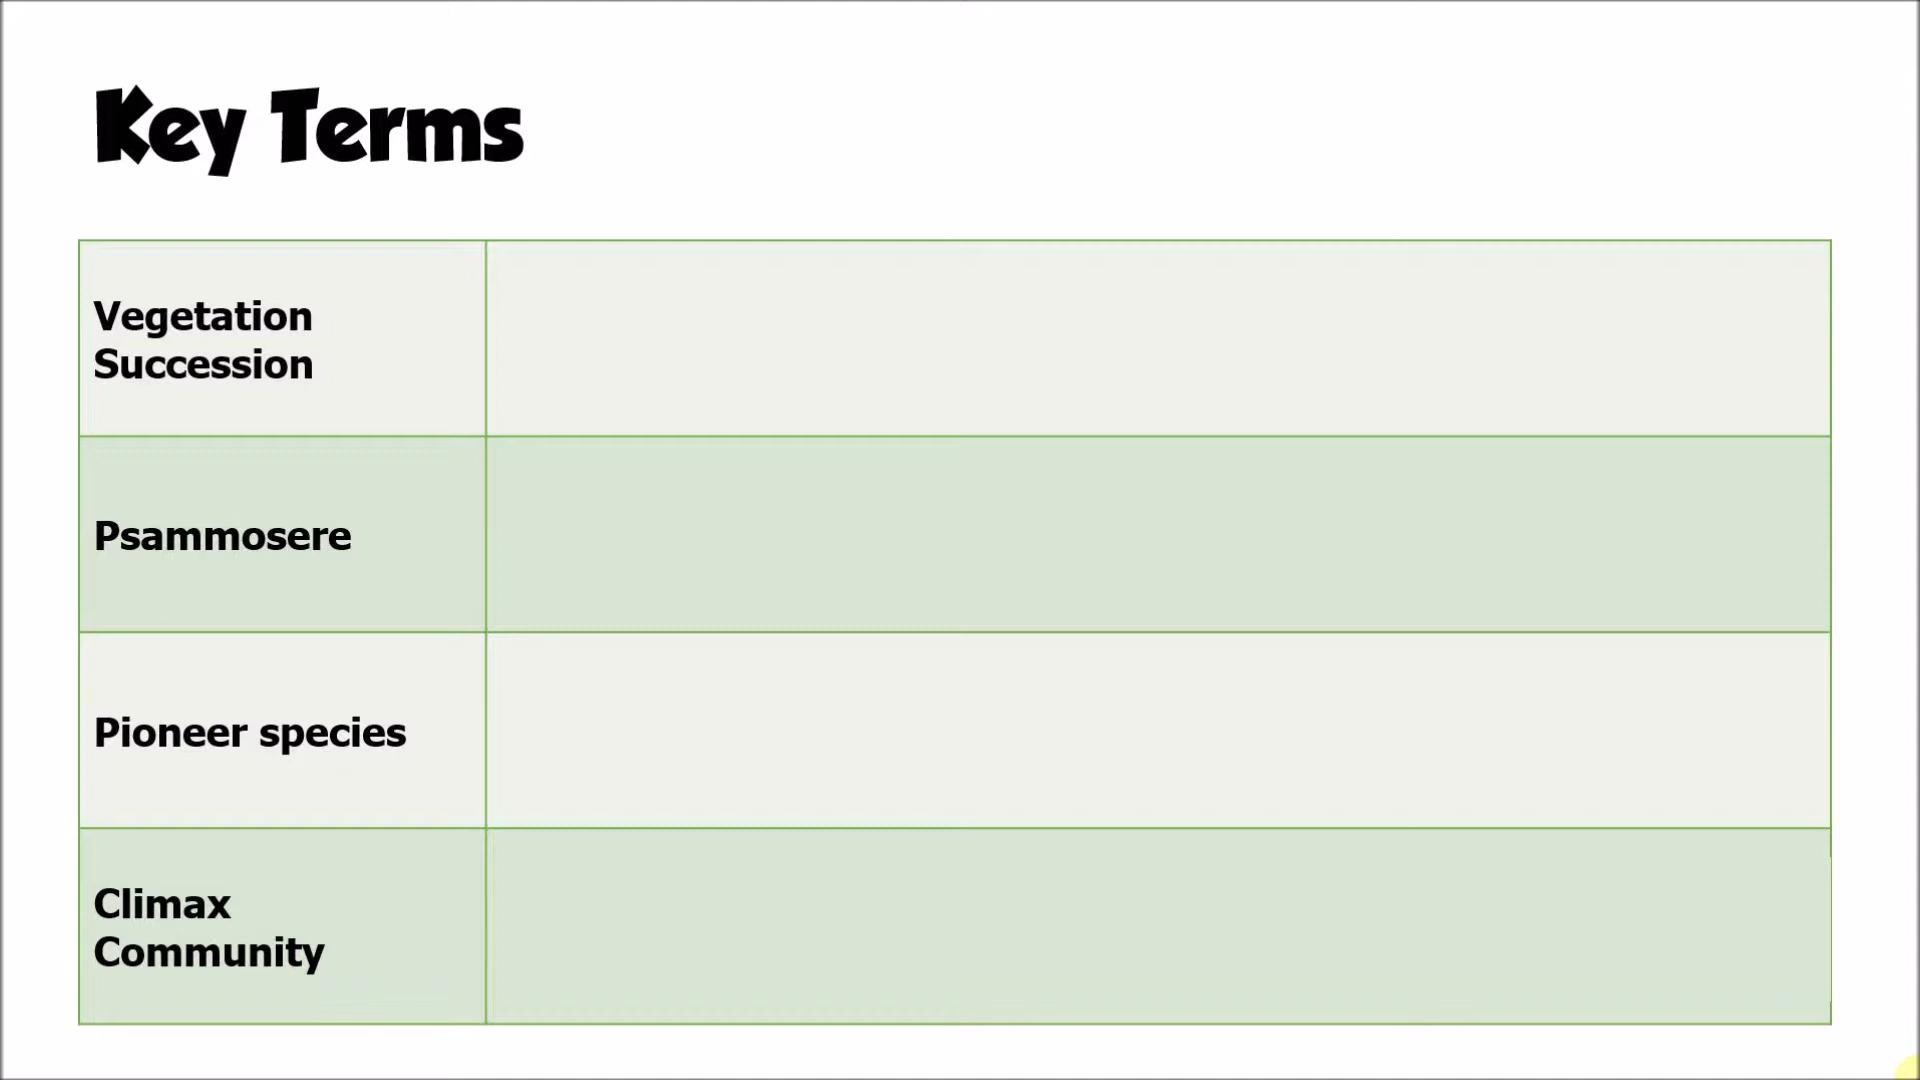 Key Terms
Vegetation
Succession
Psammosere
Pioneer species
Climax
Community